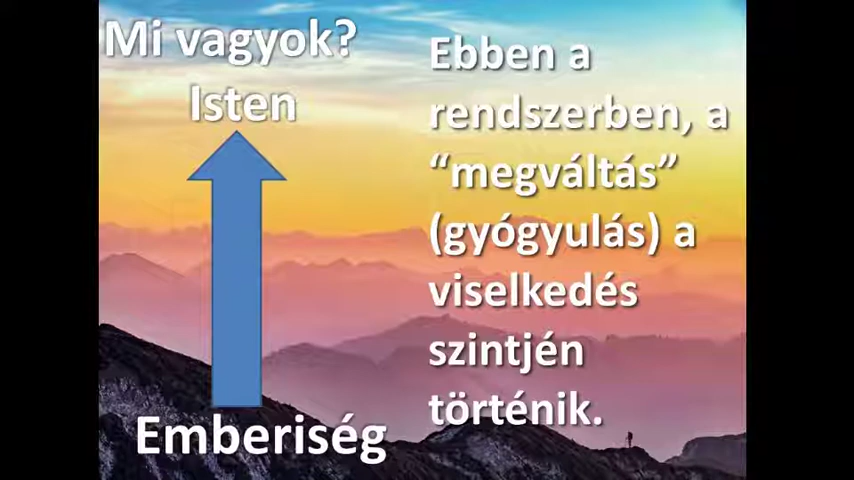 Mi vagyok?
Isten
Emberiség
Ebben a
rendszerben, a
“megváltás”
(gyógyulás) a
viselkedés
szintjén
történik.